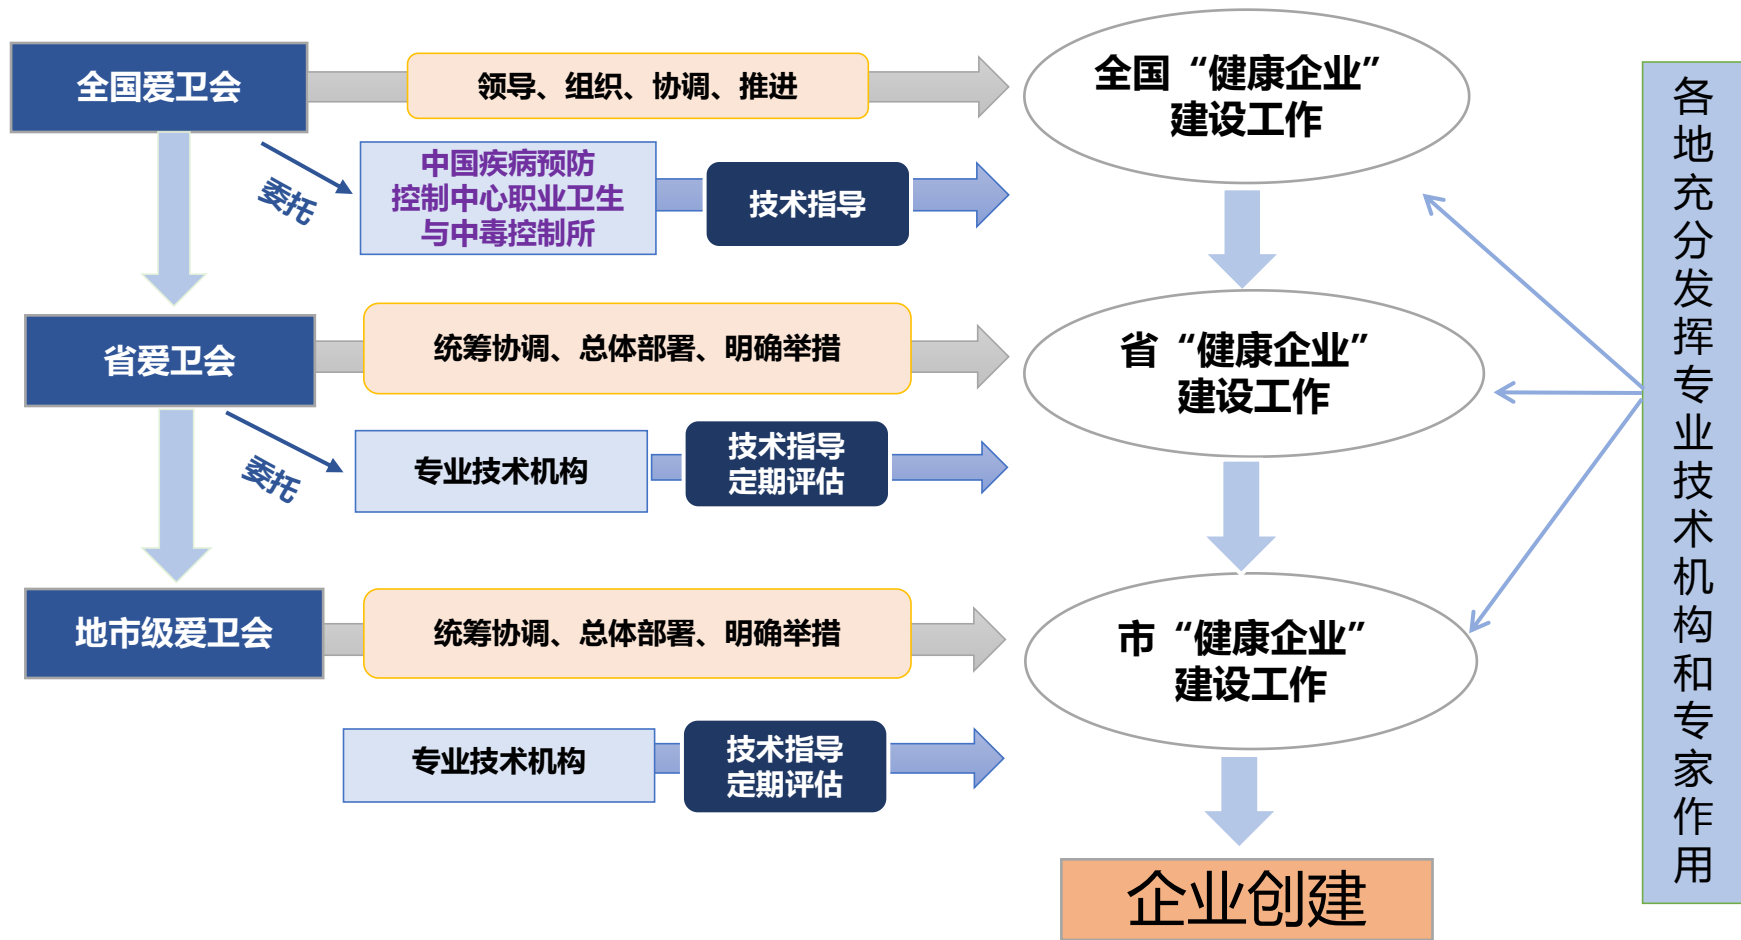 全国爱卫会
领导、组织、协调、推进
全国“健康企业”
建设工作
委托
中国疾病预防
控制中心职业卫生
与中毒控制所
技术指导
省爱卫会
统筹协调、总体部署、明确举措
省“健康企业”
建设工作
委托
专业技术机构
技术指导
定期评估
地市级爱卫会
统筹协调、总体部署、明确举措
市“健康企业”
建设工作
专业技术机构
技术指导
定期评估
企业创建
各地充分发挥专业技术机构和专家作用